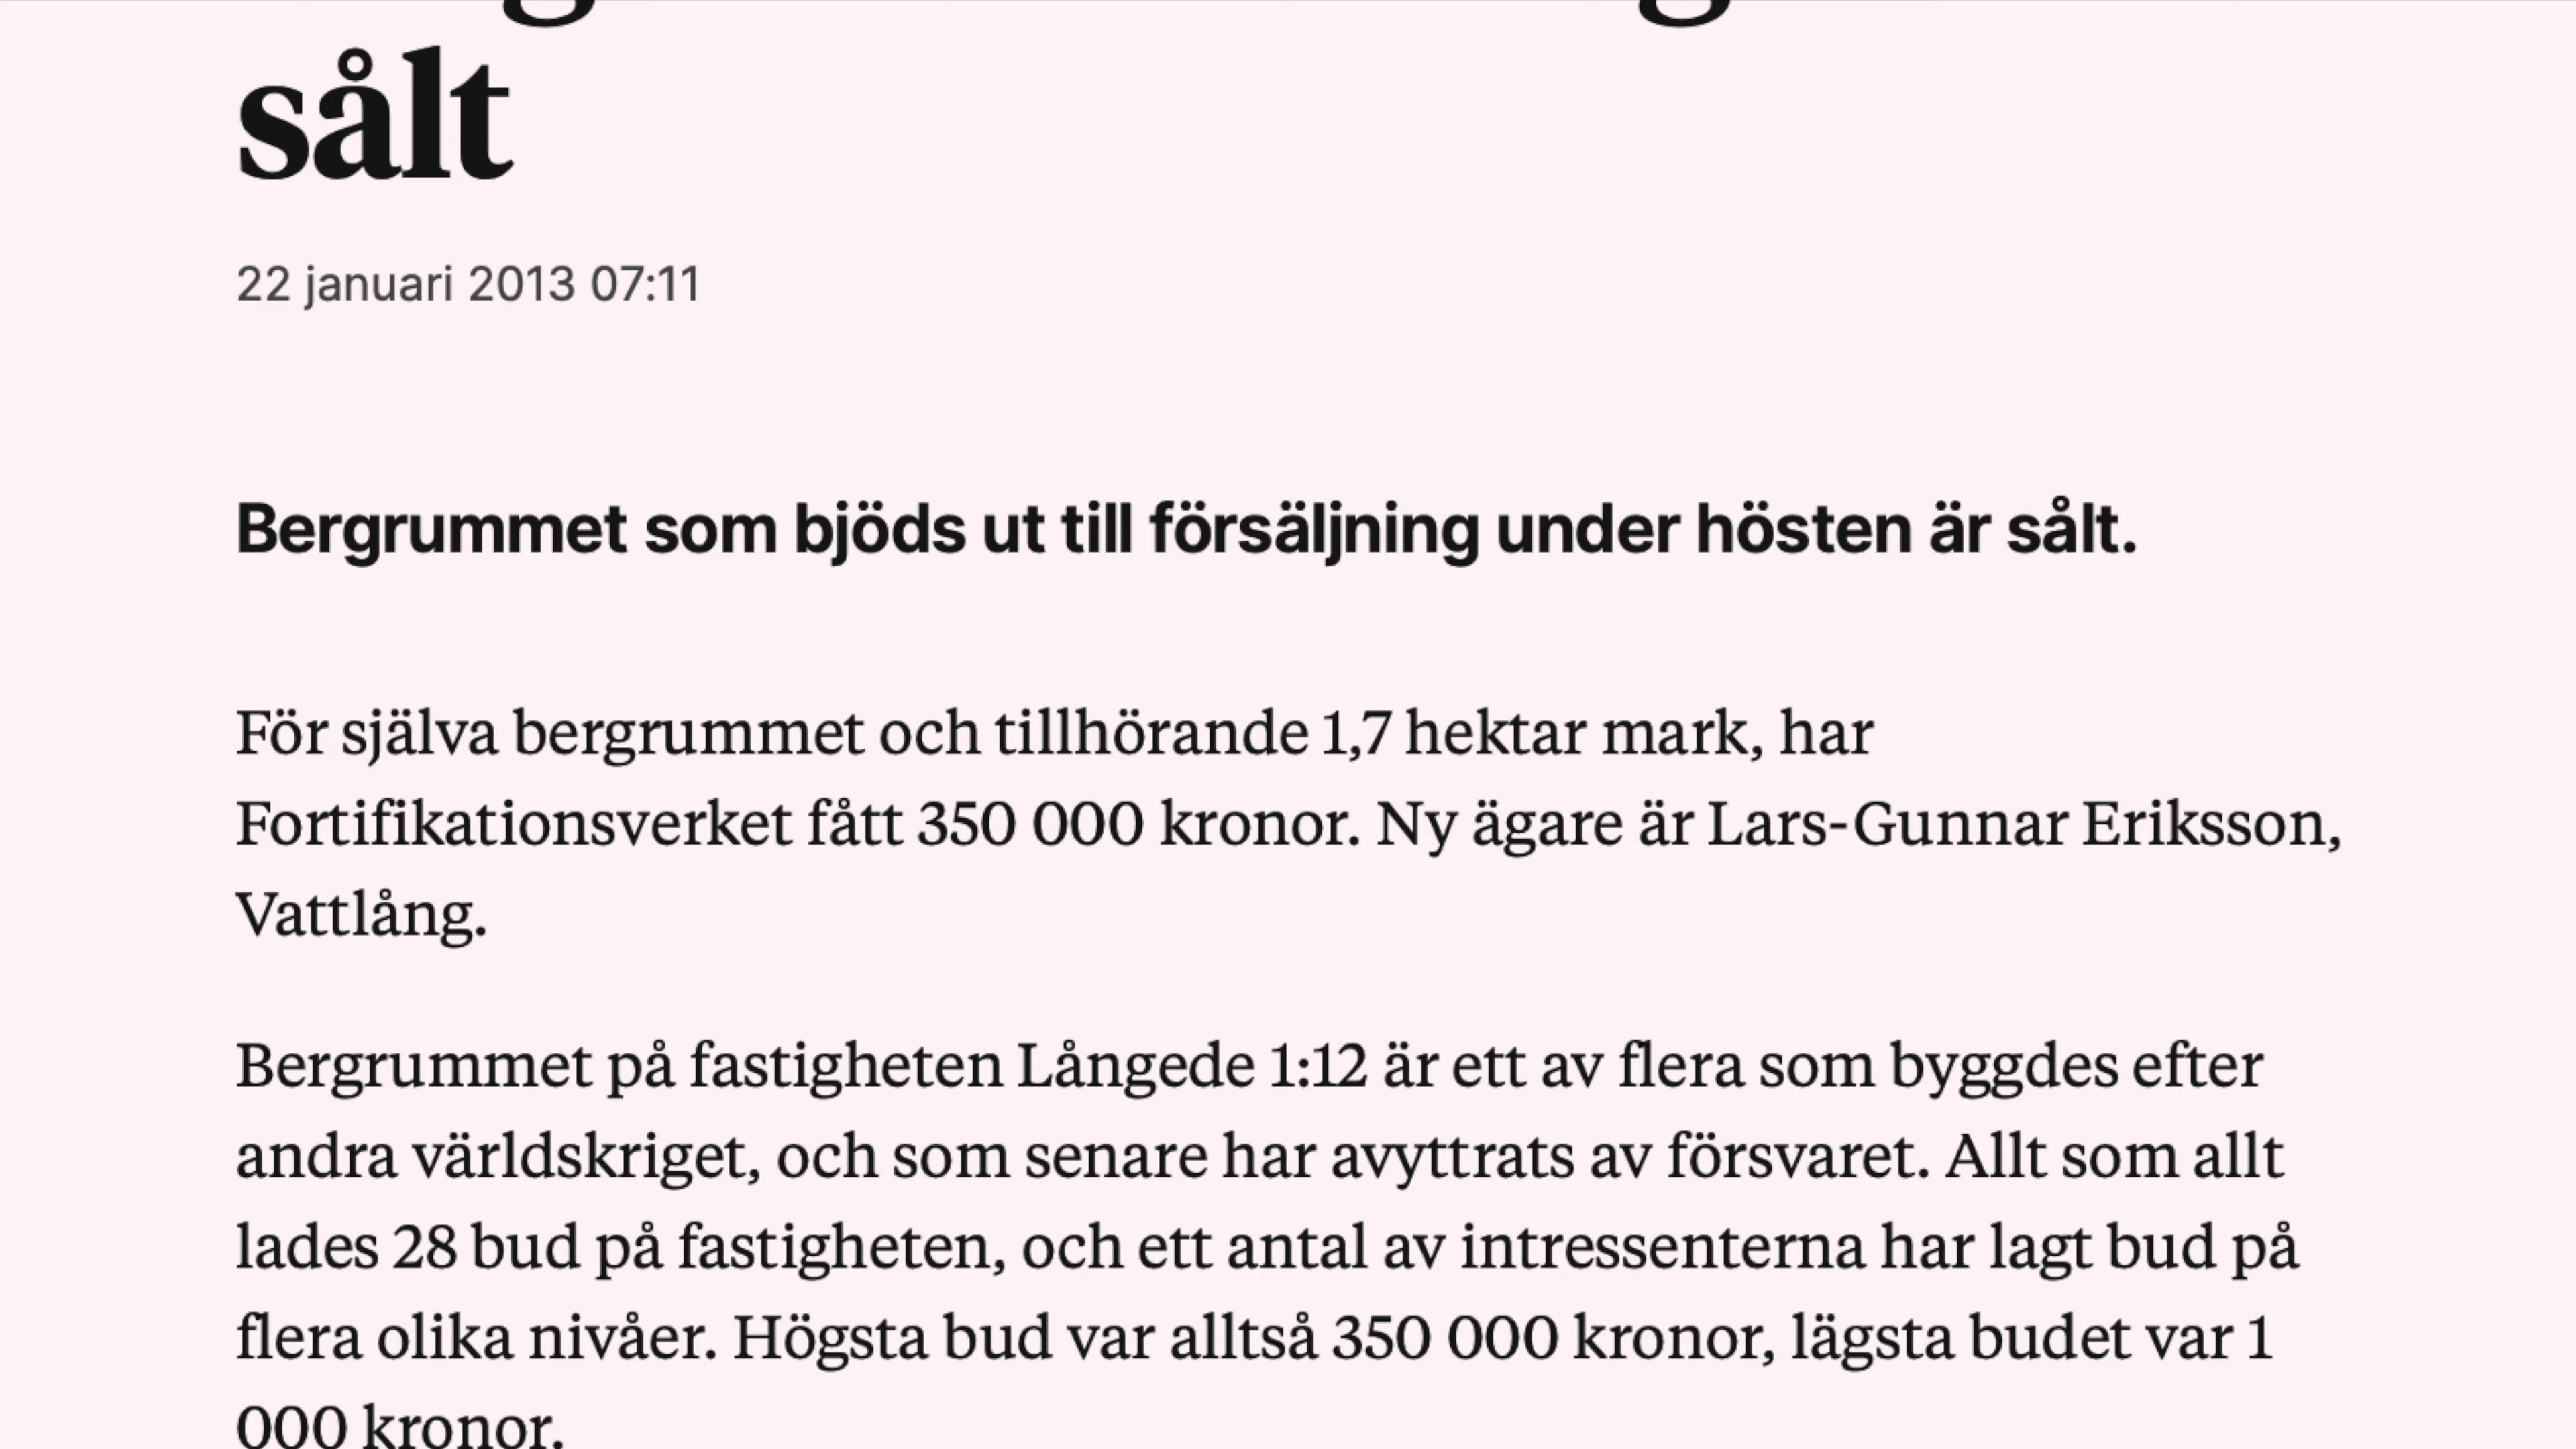 sålt
22 januari 2013 07:11
Bergrummet som bjöds ut till försäljning under hösten är sålt.
För själva bergrummet och tillhörande 1,7 hektar mark, har
Fortifikationsverket fått 350 000 kronor. Ny ägare är Lars-Gunnar Eriksson,
Vattlång.
Bergrummet på fastigheten Långede 1:12 är ett av flera som byggdes efter
andra världskriget, och som senare har avyttrats av försvaret. Allt som allt
lades 28 bud på fastigheten, och ett antal av intressenterna har lagt bud på
flera olika nivåer. Högsta bud var alltså 350 000 kronor, lägsta budet var 1
000 kronor.